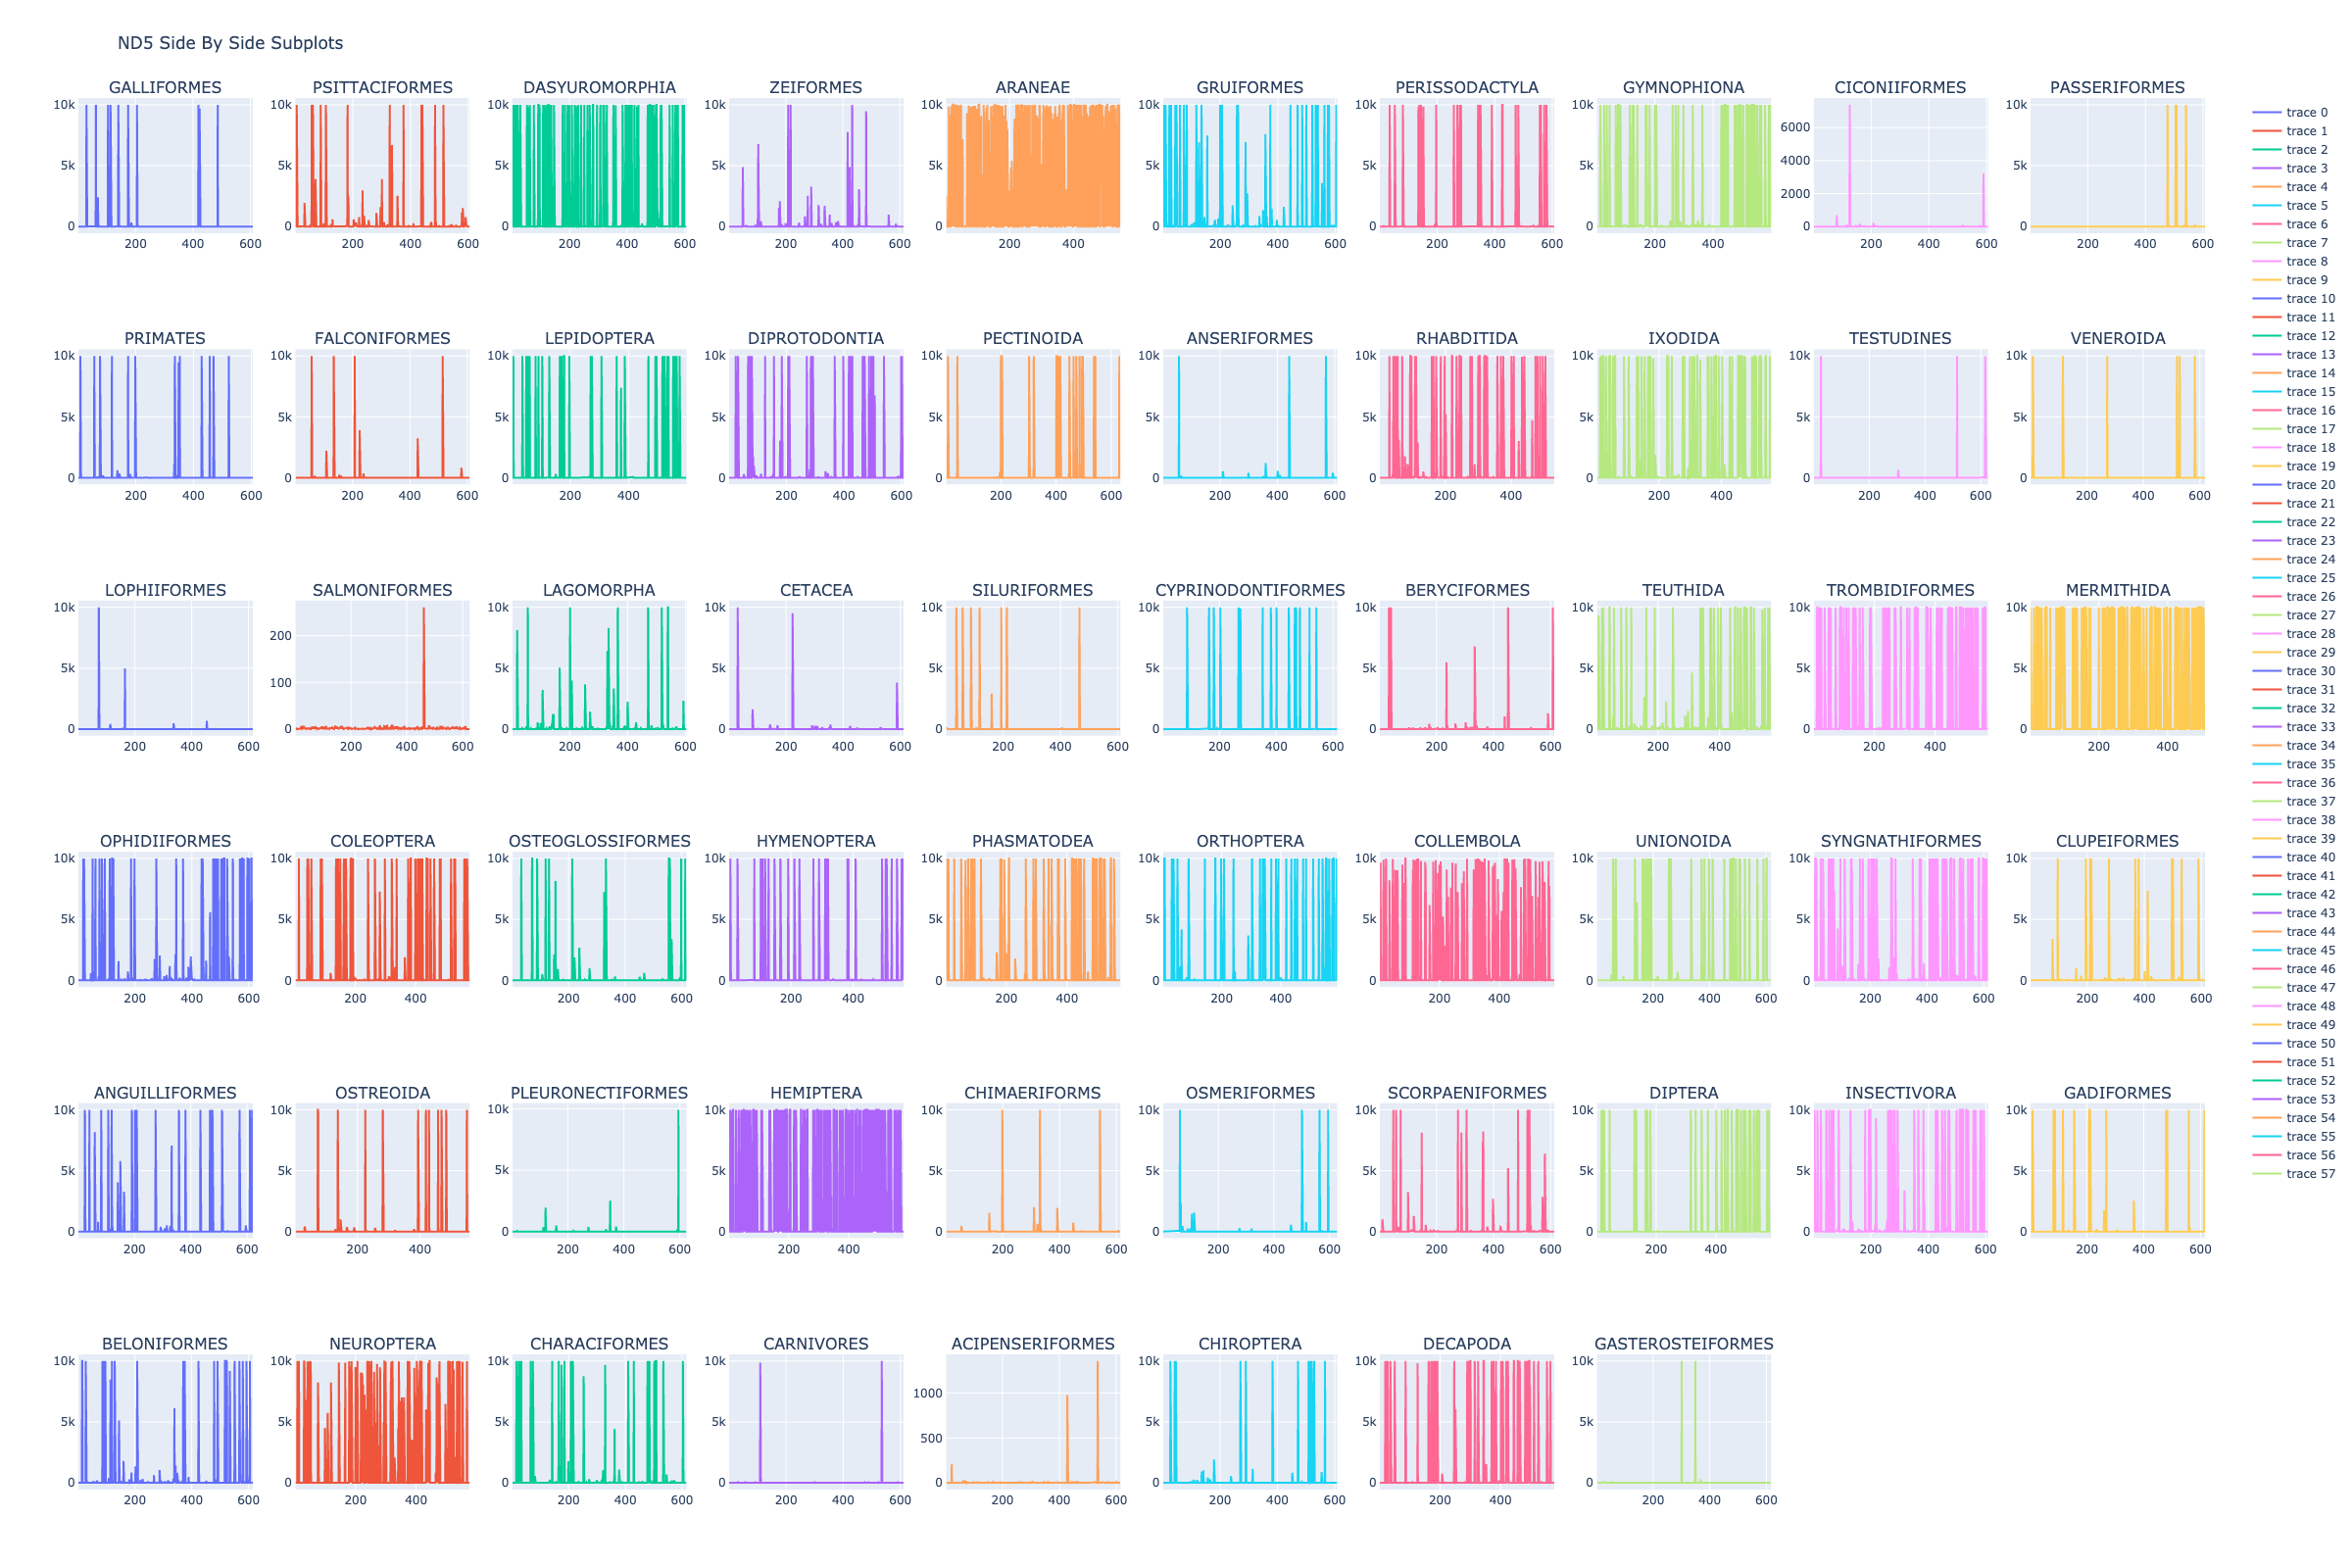 ND5 Side By Side Subplots
GALLIFORMES PSITTACIFORMES DASYUROMORPHIA ZEIFORMES ARANEAE GRUIFORMES PERISSODACTYLA GYMNOPHIONA CICONIIFORMES PASSERIFORMES
10k 10k 10k 10k 10k 10k 10k 10k 10k
6000
4000
5k 5k 5k 5k 5k 5k 5k 5k 5k
2000
0 0 0 0 0 0 0 0 0 0
200 400 600 200 400 600 200 400 600 200 400 600 200 400 200 400 600 200 400 600 200 400 200 400 600 200 400 600
PRIMATES FALCONIFORMES LEPIDOPTERA DIPROTODONTIA PECTINOIDA ANSERIFORMES RHABDITIDA IXODIDA TESTUDINES VENEROIDA
10k 10k 10k 10k 10k 10k 10k 10k 10k 10k
5k 5k 5k 5k 5k 5k 5k 5k 5k 5k
0 0 0 0 0 0 0 0 0 0
200 400 600 200 400 600 200 400 200 400 600 200 400 600 200 400 600 200 400 200 400 200 400 600 200 400 600
LOPHIIFORMES SALMONIFORMES LAGOMORPHA CETACEA SILURIFORMES CYPRINODONTIFORMES BERYCIFORMES TEUTHIDA TROMBIDIFORMES MERMITHIDA
10k 10k 10k 10k 10k 10k 10k 10k 10k
200
5k 5k 5k 5k 5k 5k 5k 5k 5k
100
0 0 0 0 0 0 0 0 0 0
200 400 600 200 400 600 200 400 600 200 400 600 200 400 600 200 400 600 200 400 600 200 400 200 400 200 400
OPHIDIIFORMES COLEOPTERA OSTEOGLOSSIFORMES HYMENOPTERA PHASMATODEA ORTHOPTERA COLLEMBOLA UNIONOIDA SYNGNATHIFORMES CLUPEIFORMES
10k 10k 10k 10k 10k 10k 10k 10k 10k 10k
5k 5k 5k 5k 5k 5k 5k 5k 5k 5k
0 0 0 0 0 0 0 0 0 0
200 400 600 200 400 200 400 600 200 400 200 400 200 400 200 400 200 400 600 200 400 600 200 400 600
ANGUILLIFORMES OSTREOIDA PLEURONECTIFORMES HEMIPTERA CHIMAERIFORMS OSMERIFORMES SCORPAENIFORMES DIPTERA INSECTIVORA GADIFORMES
10k 10k 10k 10k 10k 10k 10k 10k 10k 10k
5k 5k 5k 5k 5k 5k 5k 5k 5k 5k
0 0 0 0 0 0 0 0 0 0
200 400 600 200 400 200 400 600 200 400 200 400 600 200 400 600 200 400 600 200 400 200 400 600 200 400 600
BELONIFORMES NEUROPTERA CHARACIFORMES CARNIVORES ACIPENSERIFORMES CHIROPTERA DECAPODA GASTEROSTEIFORMES
10k 10k 10k 10k 10k 10k 10k
1000
5k 5k 5k 5k 5k 5k 5k
500
0 0 0 0 0 0 0 0
200 400 600 200 400 200 400 600 200 400 600 200 400 600 200 400 600 200 400 200 400 600
trace 0
trace 1
trace 2
trace 3
trace 4
trace 5
trace 6
trace 7
trace 8
trace 9
trace 10
trace 11
trace 12
trace 13
trace 14
trace 15
trace 16
trace 17
trace 18
trace 19
trace 20
trace 21
trace 22
trace 23
trace 24
trace 25
trace 26
trace 27
trace 28
trace 29
trace 30
trace 31
trace 32
trace 33
trace 34
trace 35
trace 36
trace 37
trace 38
trace 39
trace 40
trace 41
trace 42
trace 43
trace 44
trace 45
trace 46
trace 47
trace 48
trace 49
trace 50
trace 51
trace 52
trace 53
trace 54
trace 55
trace 56
trace 57